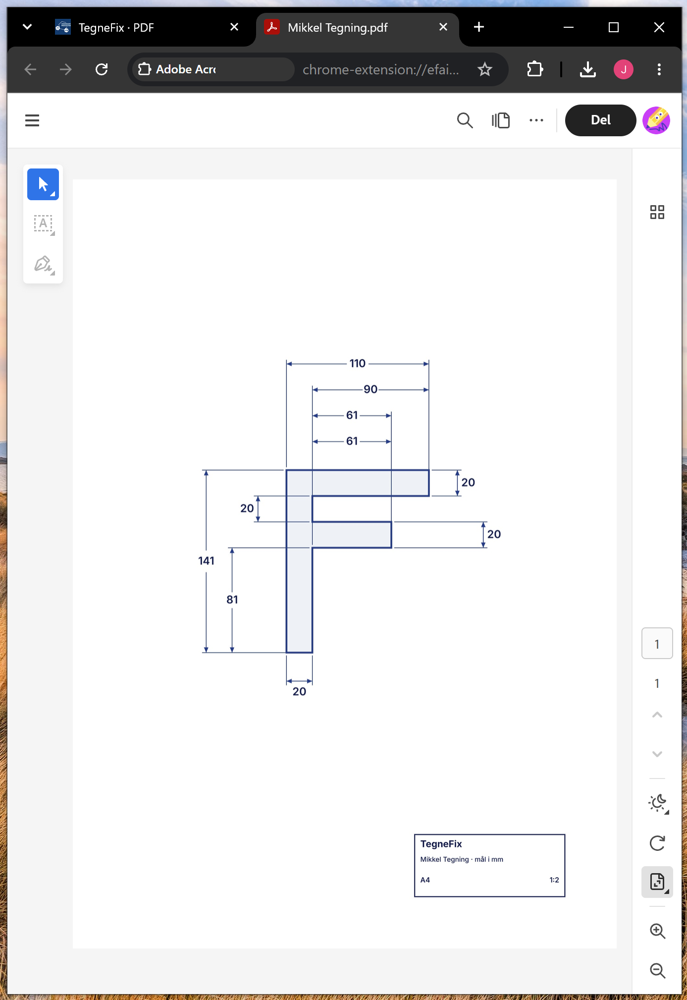 TegneFix · PDF
Mikkel Tegning.pdf
Adobe Acr
chrome-extension://efai...
J
Del
A
110
90
61
61
20
20
20
141
81
20
1
1
TegneFix
Mikkel Tegning · mål i mm
A4 1:2